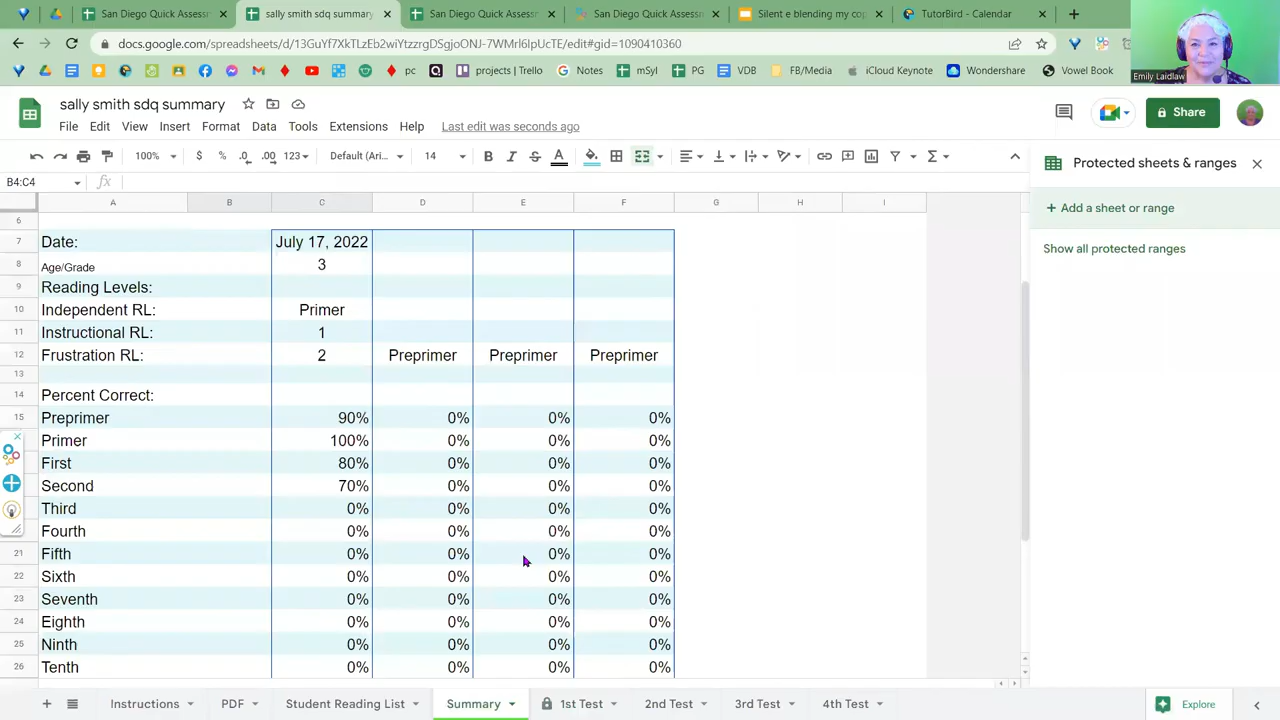 San Diego Quick Assessm
sally smith sdq summary
San Diego Quick Assessm
San Diego Quick Assessm
Silent e blending my cop
TutorBird - Calendar
docs.google.com/spreadsheets/d/13GuYf7XkTLzEb2wiYtzzrgDSgjoONJ-7WMrl6lpUcTE/edit#gid=1090410360
pc
projects | Trello
Notes
mSyl
PG
VDB
FB/Media
iCloud Keynote
Wondershare
Vowel Book
Emily Laidlaw
sally smith sdq summary
File Edit View Insert Format Data Tools Extensions Help Last edit was seconds ago
Share
100% $ % .0 .00 123 Default (Ari... 14 B I S A
B4:C4 fx
A B C D E F G H I
6
7 Date: July 17, 2022
8 Age/Grade 3
9 Reading Levels:
10 Independent RL: Primer
11 Instructional RL: 1
12 Frustration RL: 2 Preprimer Preprimer Preprimer
13
14 Percent Correct:
15 Preprimer 90% 0% 0% 0%
16 Primer 100% 0% 0% 0%
17 First 80% 0% 0% 0%
18 Second 70% 0% 0% 0%
19 Third 0% 0% 0% 0%
Fourth 0% 0% 0% 0%
21 Fifth 0% 0% 0% 0%
22 Sixth 0% 0% 0% 0%
23 Seventh 0% 0% 0% 0%
24 Eighth 0% 0% 0% 0%
25 Ninth 0% 0% 0% 0%
26 Tenth 0% 0% 0% 0%
Protected sheets & ranges
+ Add a sheet or range
Show all protected ranges
Instructions PDF Student Reading List Summary 1st Test 2nd Test 3rd Test 4th Test
Explore